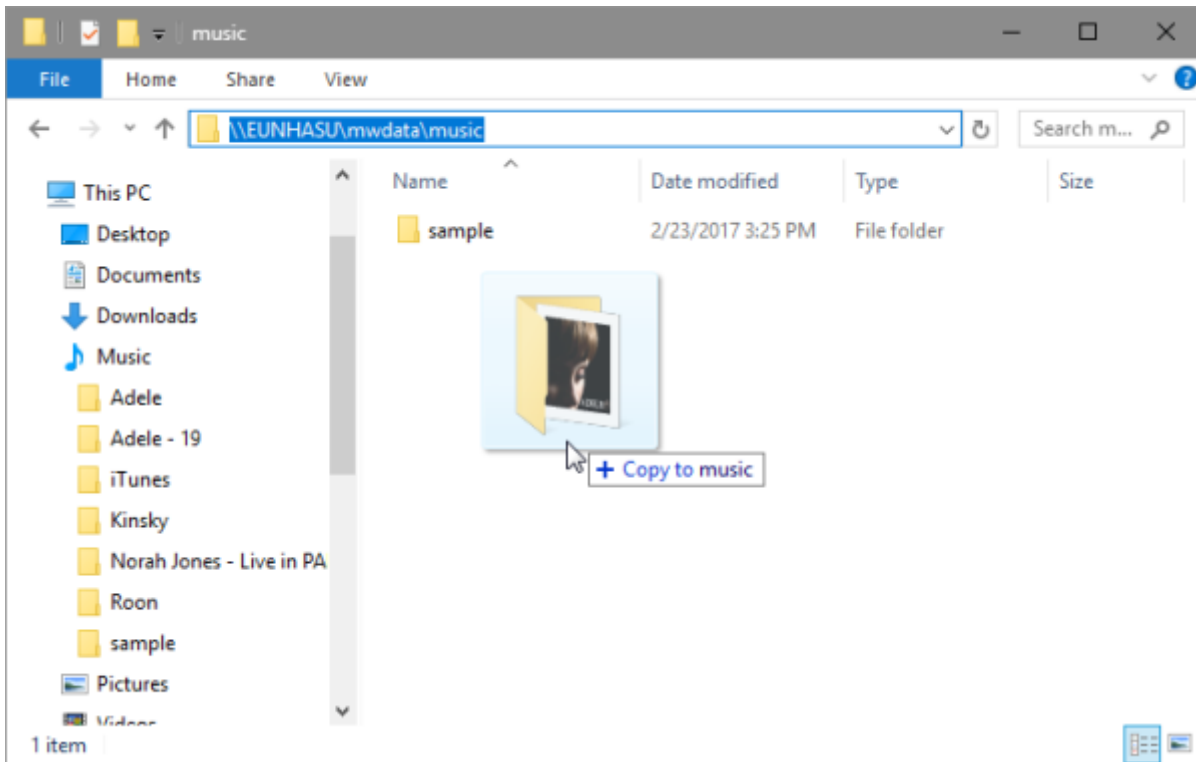 music
File Home Share View
\\EUNHASU\mwdata\music
Search m...
This PC
Desktop
Documents
Downloads
Music
Adele
Adele - 19
iTunes
Kinsky
Norah Jones - Live in PA
Roon
sample
Pictures
Videos
Name Date modified Type Size
sample 2/23/2017 3:25 PM File folder
ADELE
+ Copy to music
1 item